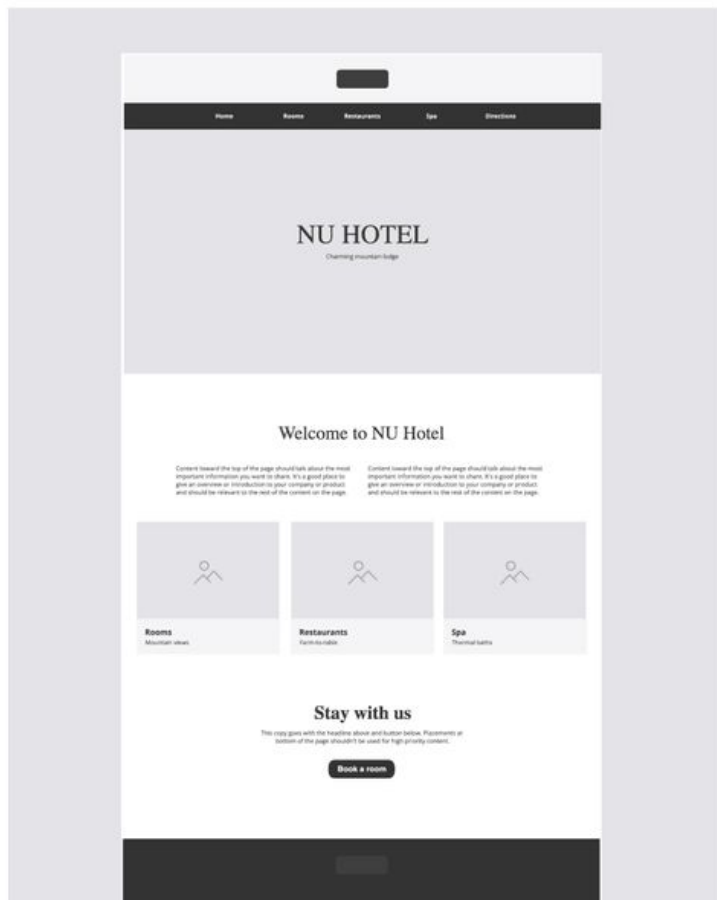 Home Rooms Restaurants Spa Directions
NU HOTEL
Charming mountain lodge
Welcome to NU Hotel
Content toward the top of the page should talk about the most
important information you want to share. It's a good place to
give an overview or introduction to your company or product
and should be relevant to the rest of the content on the page.
Content toward the top of the page should talk about the most
important information you want to share. It's a good place to
give an overview or introduction to your company or product
and should be relevant to the rest of the content on the page.
Rooms
Mountain views
Restaurants
Farm-to-table
Spa
Thermal baths
Stay with us
This copy goes with the headline above and button below. Placements at
bottom of the page shouldn't be used for high priority content.
Book a room